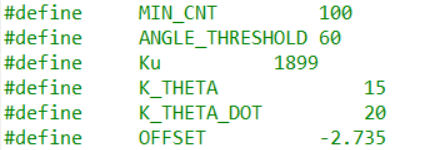 #define MIN_CNT 100
#define ANGLE_THRESHOLD 60
#define Ku 1899
#define K_THETA 15
#define K_THETA_DOT 20
#define OFFSET -2.735